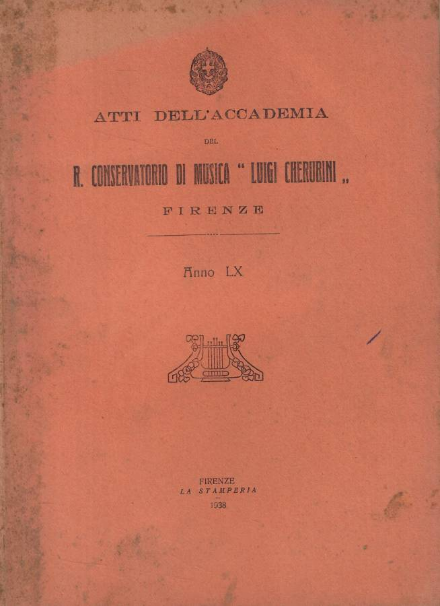 ATTI DELL'ACCADEMIA
DEL
R. CONSERVATORIO DI MUSICA “ LUIGI CHERUBINI „
FIRENZE
Anno LX
FIRENZE
LA STAMPERIA
1938